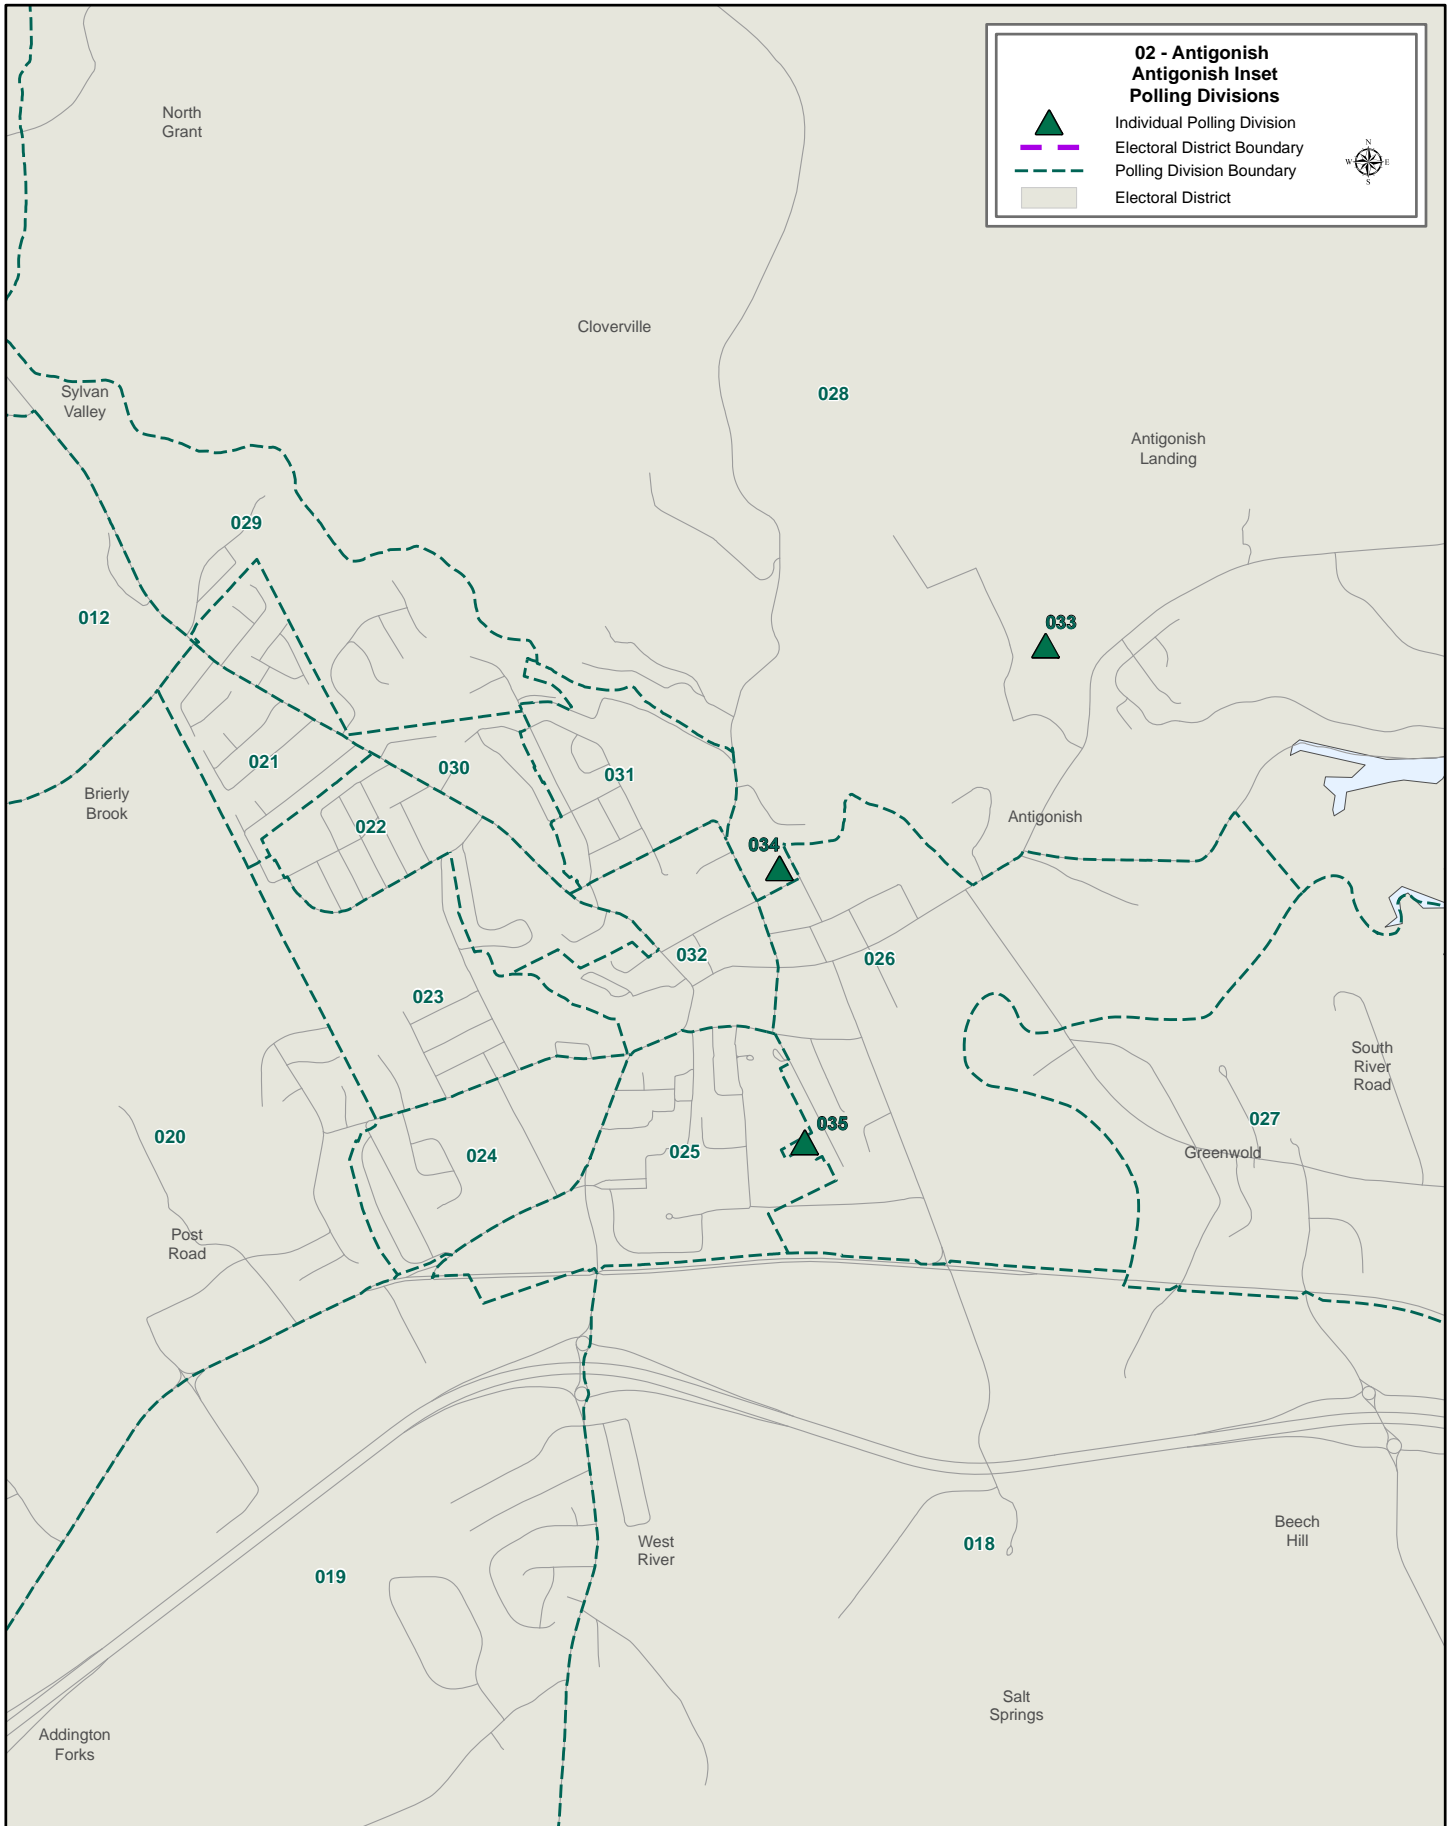 02 - Antigonish
Antigonish Inset
Polling Divisions
Individual Polling Division
Electoral District Boundary
Polling Division Boundary
Electoral District
N
W
E
S
North
Grant
Cloverville
Sylvan
Valley
028
Antigonish
Landing
029
012
033
021
030
031
Brierly
Brook
022
Antigonish
034
032
026
023
South
River
Road
020
024
025
035
027
Greenwold
Post
Road
West
River
018
Beech
Hill
019
Salt
Springs
Addington
Forks